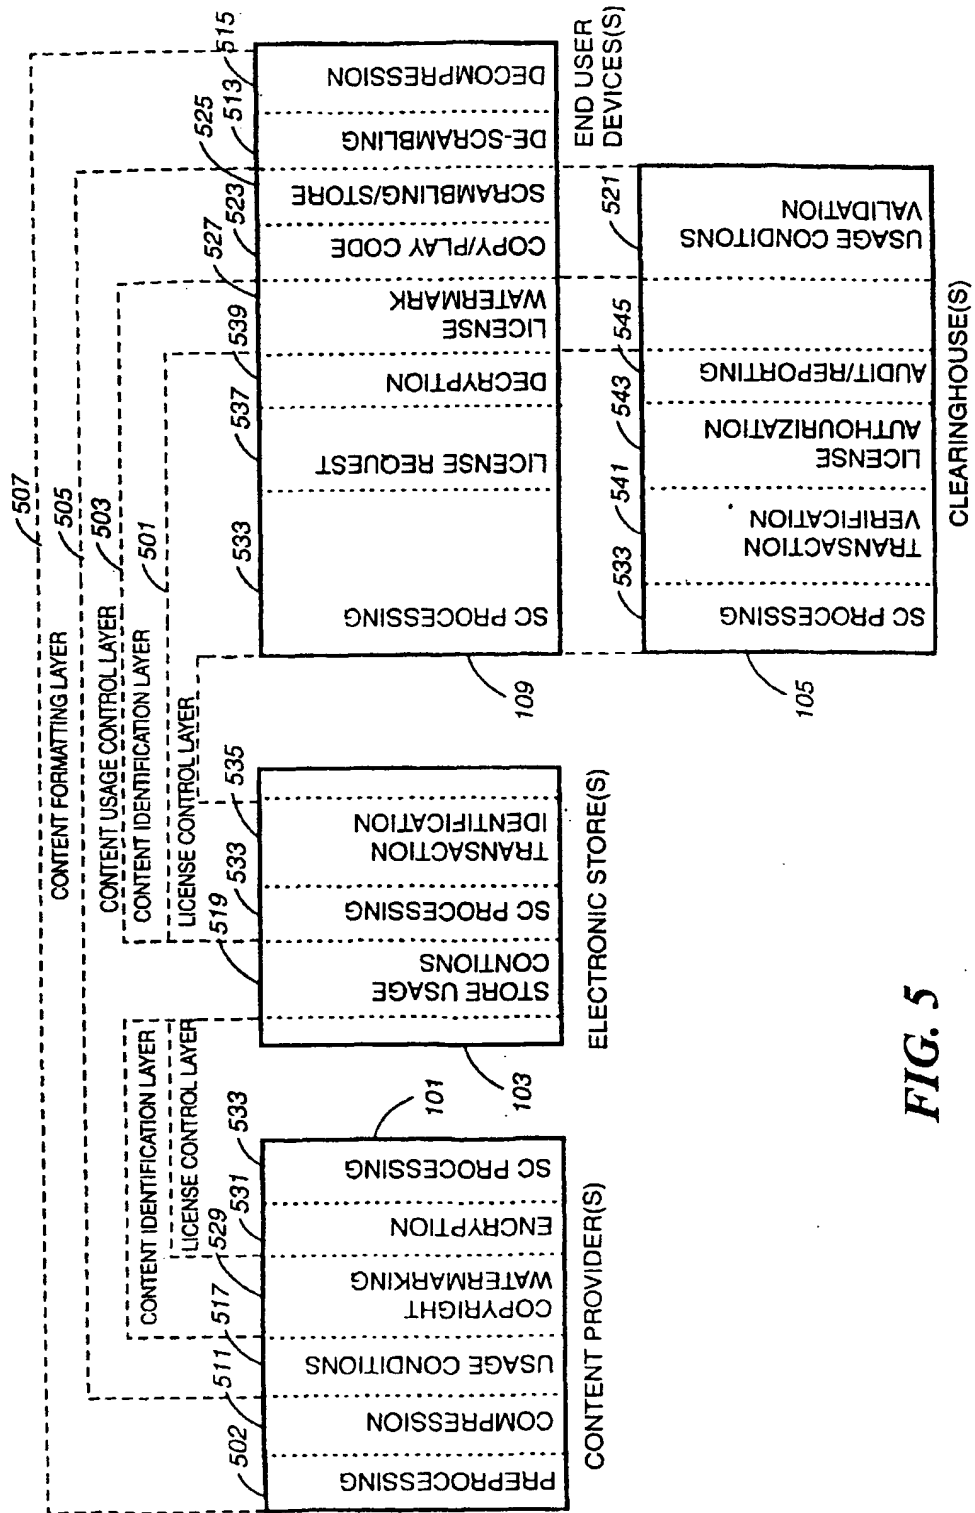 507
CONTENT FORMATTING LAYER
505
CONTENT USAGE CONTROL LAYER
503
CONTENT IDENTIFICATION LAYER
501
LICENSE CONTROL LAYER
CONTENT IDENTIFICATION LAYER
LICENSE CONTROL LAYER
502
511
517
529
531
533
101
PREPROCESSING
COMPRESSION
USAGE CONDITIONS
COPYRIGHT
WATERMARKING
ENCRYPTION
SC PROCESSING
CONTENT PROVIDER(S)
519
533
535
103
STORE USAGE
CONTIONS
SC PROCESSING
TRANSACTION
IDENTIFICATION
ELECTRONIC STORE(S)
533
537
539
527
523
525
513
515
109
SC PROCESSING
LICENSE REQUEST
DECRYPTION
LICENSE
WATERMARK
COPY/PLAY CODE
SCRAMBLING/STORE
DE-SCRAMBLING
DECOMPRESSION
END USER
DEVICES(S)
533
541
543
545
521
105
SC PROCESSING
TRANSACTION
VERIFICATION
LICENSE
AUTHOURIZATION
AUDIT/REPORTING
USAGE CONDITONS
VALIDATION
CLEARINGHOUSE(S)
FIG. 5